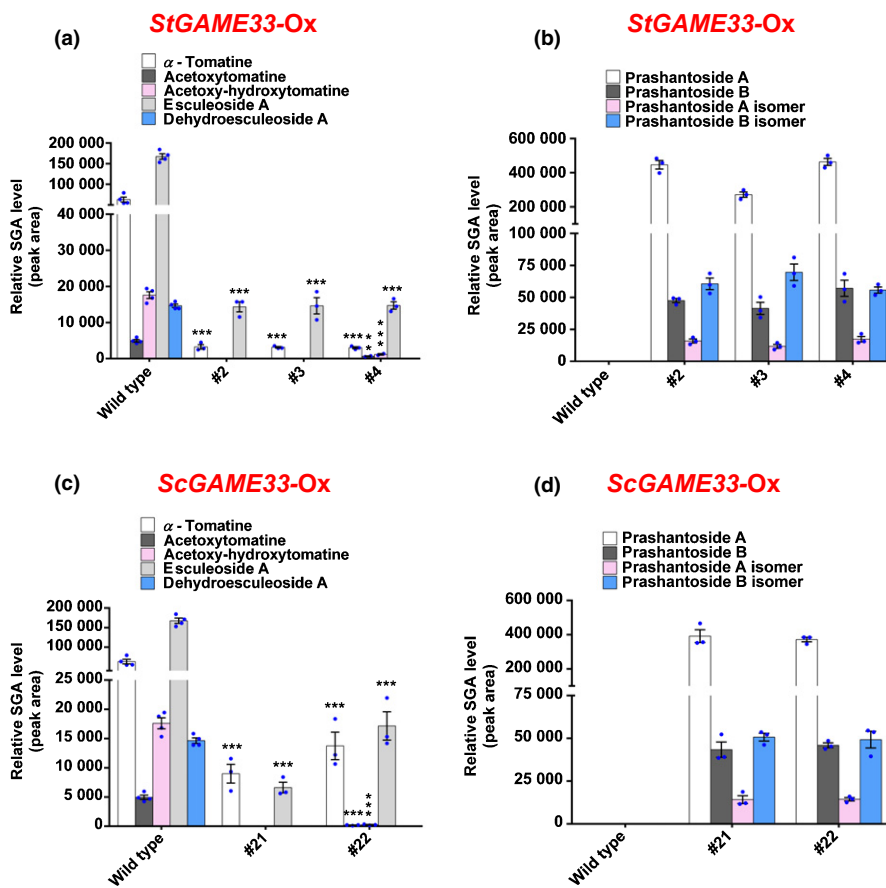 StGAME33-Ox
(a)
α - Tomatine
Acetoxytomatine
Acetoxy-hydroxytomatine
Esculeoside A
Dehydroesculeoside A
Relative SGA level
(peak area)
200 000
150 000
100 000
40 000
30 000
20 000
10 000
0
***
***
***
***
***
***
***
***
***
Wild type
#2
#3
#4
StGAME33-Ox
(b)
Prashantoside A
Prashantoside B
Prashantoside A isomer
Prashantoside B isomer
Relative SGA level
(peak area)
600 000
400 000
200 000
100 000
75 000
50 000
25 000
0
Wild type
#2
#3
#4
ScGAME33-Ox
(c)
α - Tomatine
Acetoxytomatine
Acetoxy-hydroxytomatine
Esculeoside A
Dehydroesculeoside A
Relative SGA level
(peak area)
200 000
150 000
100 000
25 000
20 000
15 000
10 000
5 000
0
***
***
***
***
***
***
Wild type
#21
#22
ScGAME33-Ox
(d)
Prashantoside A
Prashantoside B
Prashantoside A isomer
Prashantoside B isomer
Relative SGA level
(peak area)
600 000
400 000
200 000
75 000
50 000
25 000
0
Wild type
#21
#22